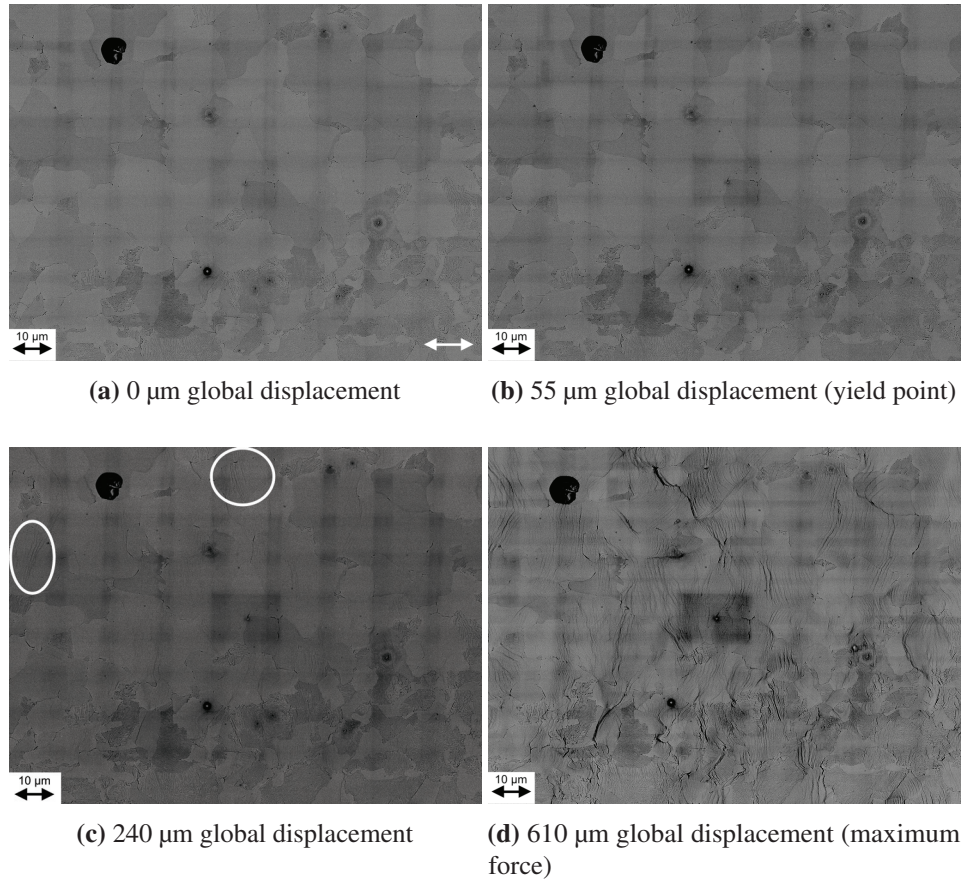 10 µm
10 µm
(a) 0 µm global displacement
(b) 55 µm global displacement (yield point)
10 µm
10 µm
(c) 240 µm global displacement
(d) 610 µm global displacement (maximum
force)